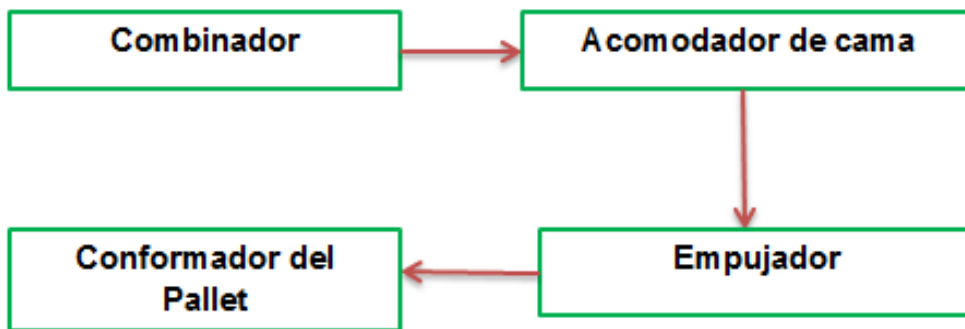 Combinador
Acomodador de cama
Empujador
Conformador del
Pallet